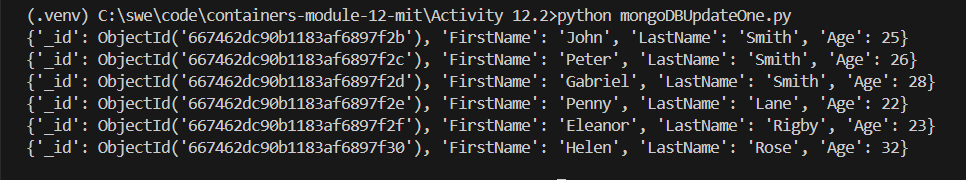 (.venv) C:\swe\code\containers-module-12-mit\Activity 12.2>python mongoDBUpdateOne.py
{'_id': ObjectId('667462dc90b1183af6897f2b'), 'FirstName': 'John', 'LastName': 'Smith', 'Age': 25}
{'_id': ObjectId('667462dc90b1183af6897f2c'), 'FirstName': 'Peter', 'LastName': 'Smith', 'Age': 26}
{'_id': ObjectId('667462dc90b1183af6897f2d'), 'FirstName': 'Gabriel', 'LastName': 'Smith', 'Age': 28}
{'_id': ObjectId('667462dc90b1183af6897f2e'), 'FirstName': 'Penny', 'LastName': 'Lane', 'Age': 22}
{'_id': ObjectId('667462dc90b1183af6897f2f'), 'FirstName': 'Eleanor', 'LastName': 'Rigby', 'Age': 23}
{'_id': ObjectId('667462dc90b1183af6897f30'), 'FirstName': 'Helen', 'LastName': 'Rose', 'Age': 32}